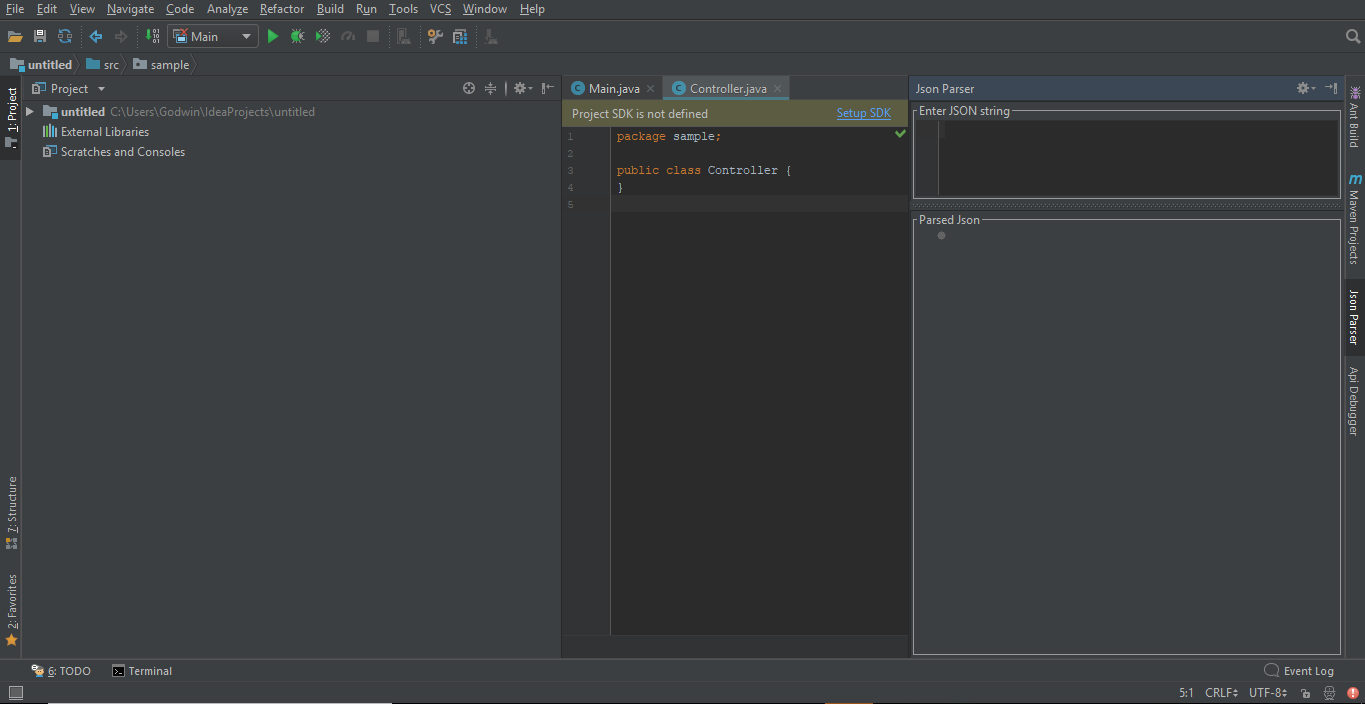 File Edit View Navigate Code Analyze Refactor Build Run Tools VCS Window Help
Main
untitled src sample
1: Project
Project
untitled C:\Users\Godwin\IdeaProjects\untitled
External Libraries
Scratches and Consoles
7: Structure
2: Favorites
Main.java Controller.java
Project SDK is not defined Setup SDK
1 package sample;
2
3 public class Controller {
4 }
5
Json Parser
Enter JSON string
Parsed Json
Ant Build
m Maven Projects
Json Parser
Api Debugger
6: TODO Terminal Event Log
5:1 CRLF UTF-8